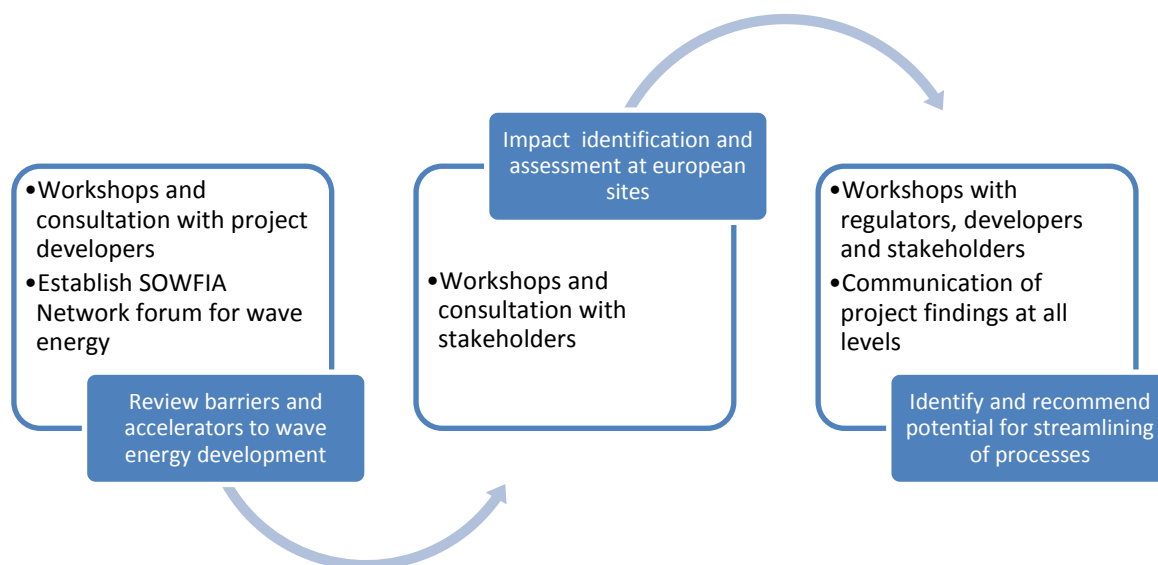 •Workshops and
consultation with project
developers
•Establish SOWFIA
Network forum for wave
energy
Review barriers and
accelerators to wave
energy development
Impact identification and
assessment at european
sites
•Workshops and
consultation with
stakeholders
•Workshops with
regulators, developers
and stakeholders
•Communication of
project findings at all
levels
Identify and recommend
potential for streamlining
of processes